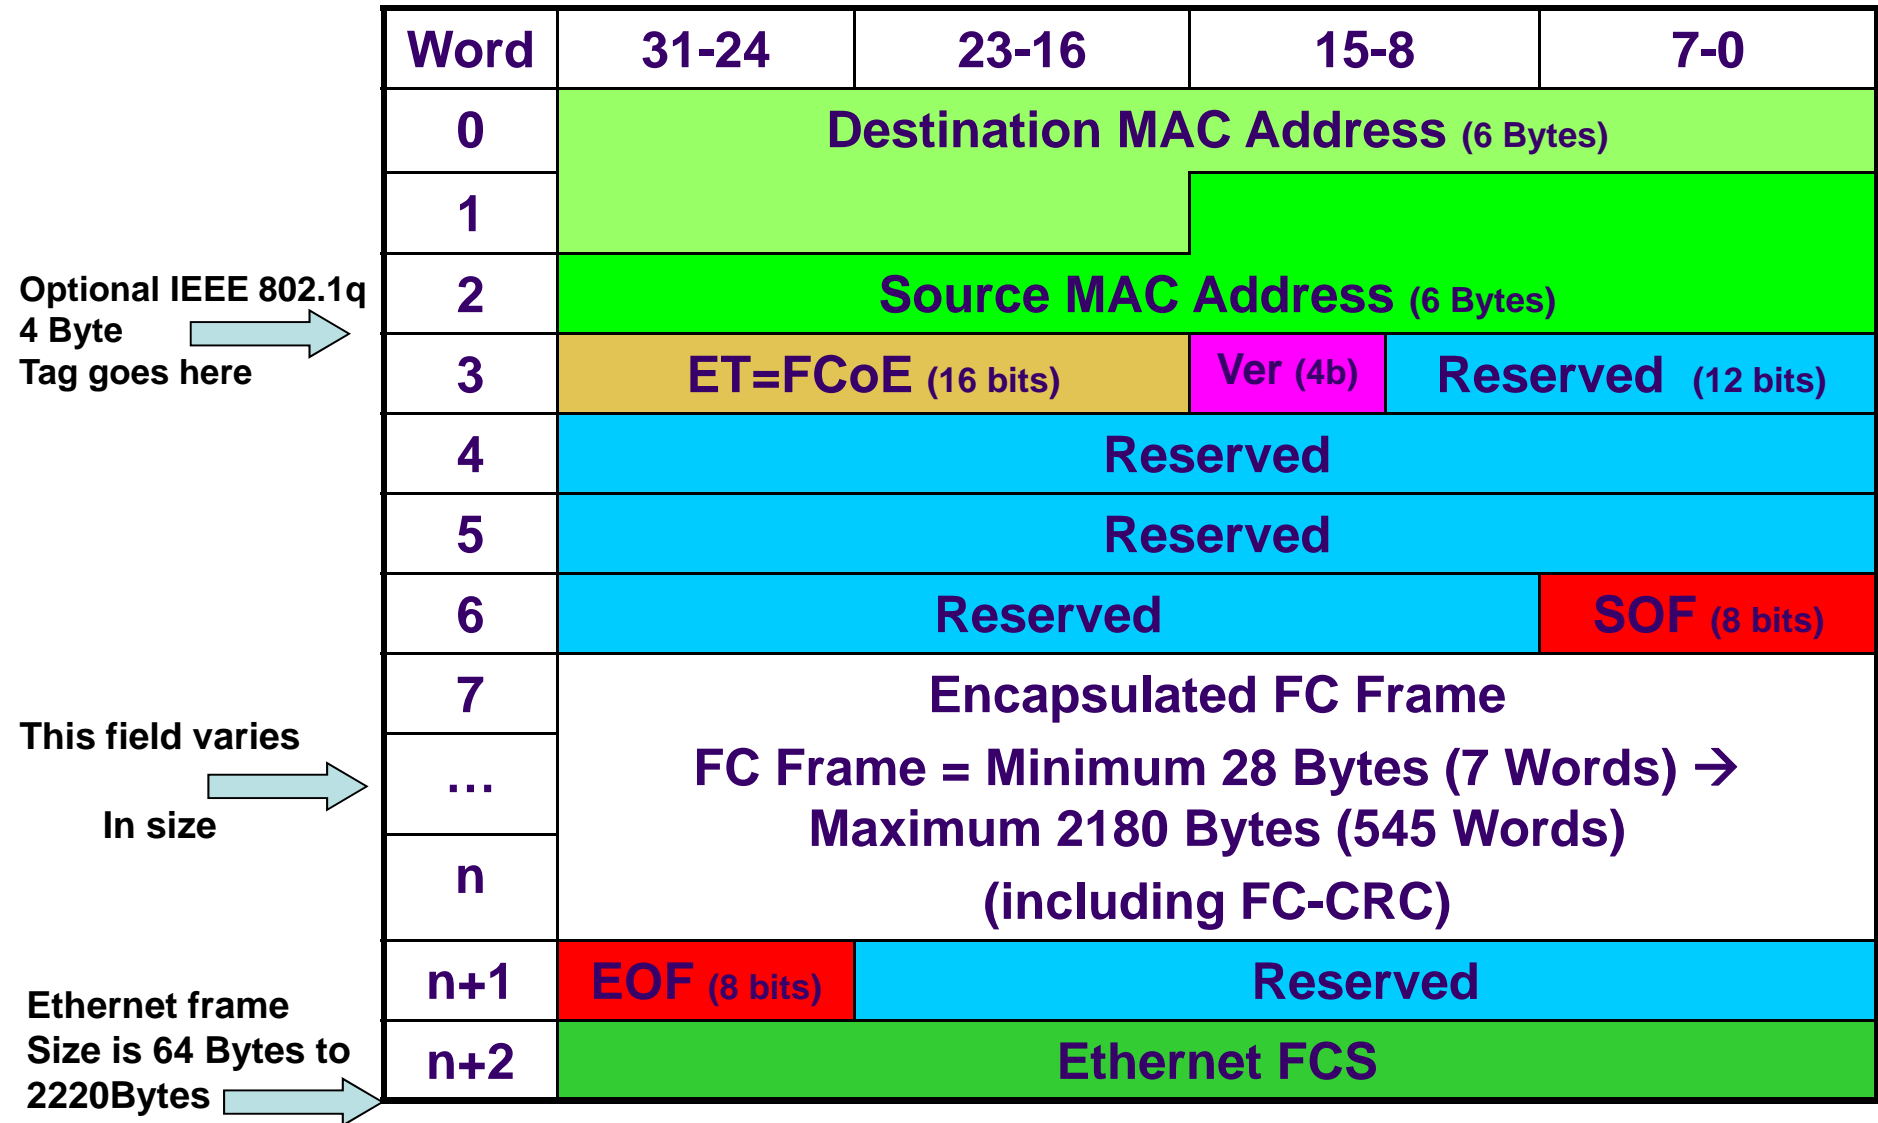 Word 31-24 23-16 15-8 7-0
0 Destination MAC Address (6 Bytes)
1
Optional IEEE 802.1q
4 Byte
Tag goes here
2 Source MAC Address (6 Bytes)
3 ET=FCoE (16 bits) Ver (4b) Reserved (12 bits)
4 Reserved
5 Reserved
6 Reserved SOF (8 bits)
7 Encapsulated FC Frame
This field varies
In size
… FC Frame = Minimum 28 Bytes (7 Words) →
Maximum 2180 Bytes (545 Words)
n (including FC-CRC)
n+1 EOF (8 bits) Reserved
Ethernet frame
Size is 64 Bytes to
2220Bytes
n+2 Ethernet FCS